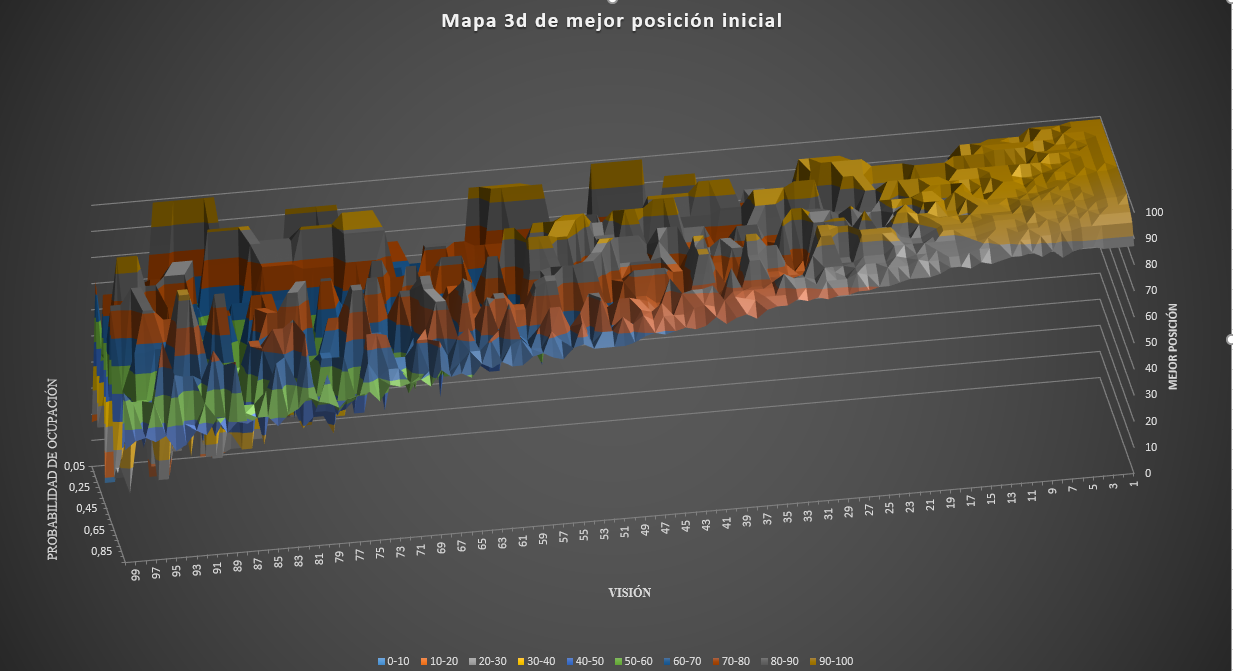 Mapa 3d de mejor posición inicial
100
90
80
70
60
50
40
30
20
10
0
MEJOR POSICIÓN
PROBABILIDAD DE OCUPACIÓN
0,05
0,25
0,45
0,65
0,85
99 97 95 93 91 89 87 85 83 81 79 77 75 73 71 69 67 65 63 61 59 57 55 53 51 49 47 45 43 41 39 37 35 33 31 29 27 25 23 21 19 17 15 13 11 9 7 5 3 1
VISIÓN
0-10 10-20 20-30 30-40 40-50 50-60 60-70 70-80 80-90 90-100